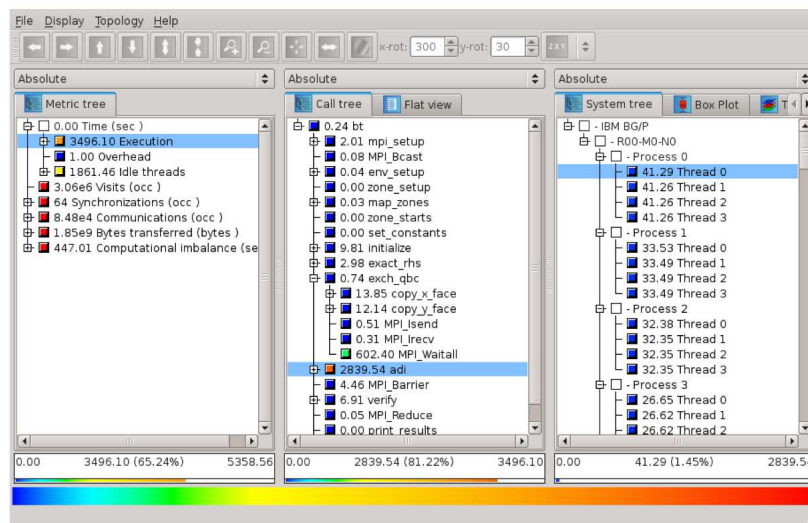 File Display Topology Help
x-rot: 300 y-rot: 30
Absolute
Metric tree
0.00 Time (sec )
3496.10 Execution
1.00 Overhead
1861.46 Idle threads
3.06e6 Visits (occ )
64 Synchronizations (occ )
8.48e4 Communications (occ )
1.85e9 Bytes transferred (bytes )
447.01 Computational imbalance (se
0.00 3496.10 (65.24%) 5358.56
Absolute
Call tree Flat view
0.24 bt
2.01 mpi_setup
0.08 MPI_Bcast
0.04 env_setup
0.00 zone_setup
0.03 map_zones
0.00 zone_starts
0.00 set_constants
9.81 initialize
2.98 exact_rhs
0.74 exch_qbc
13.85 copy_x_face
12.14 copy_y_face
0.51 MPI_Isend
0.31 MPI_Irecv
602.40 MPI_Waitall
2839.54 adi
4.46 MPI_Barrier
6.91 verify
0.05 MPI_Reduce
0.00 print_results
0.00 2839.54 (81.22%) 3496.10
Absolute
System tree Box Plot T
- IBM BG/P
- R00-M0-N0
- Process 0
41.29 Thread 0
41.26 Thread 1
41.26 Thread 2
41.26 Thread 3
- Process 1
33.53 Thread 0
33.49 Thread 1
33.49 Thread 2
33.49 Thread 3
- Process 2
32.38 Thread 0
32.35 Thread 1
32.35 Thread 2
32.35 Thread 3
- Process 3
26.65 Thread 0
26.62 Thread 1
26.62 Thread 2
0.00 41.29 (1.45%) 2839.54